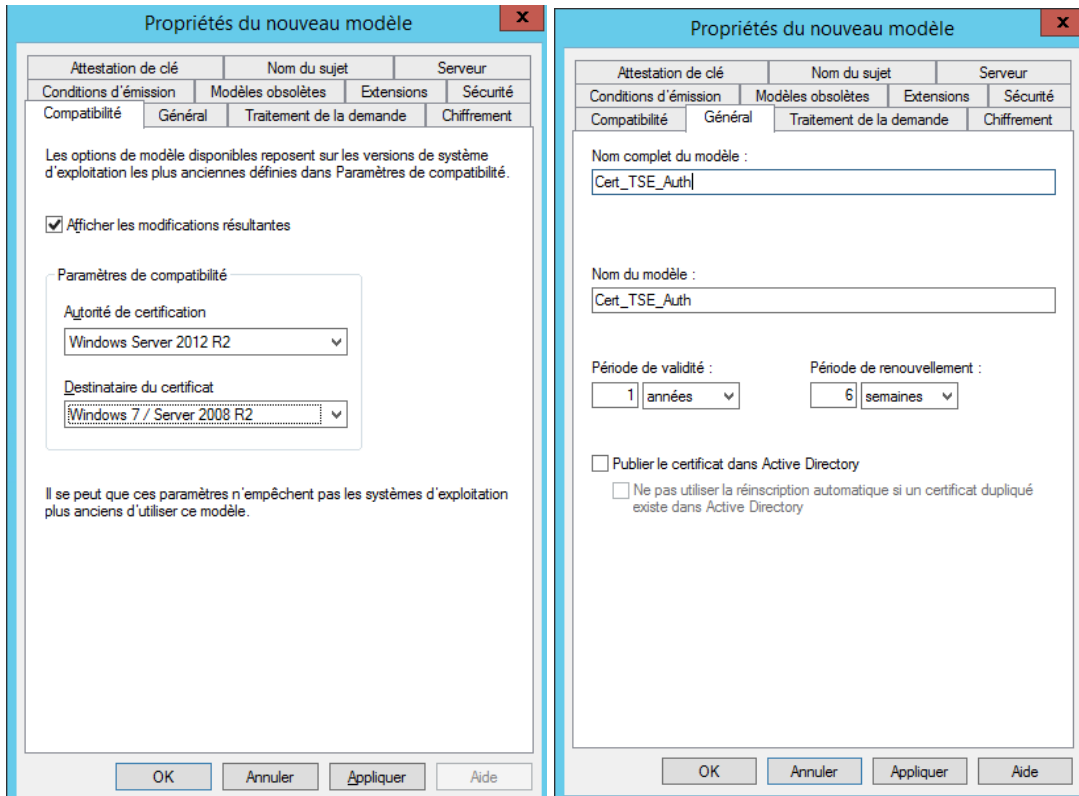 Propriétés du nouveau modèle
x
Attestation de clé Nom du sujet Serveur
Conditions d'émission Modèles obsolètes Extensions Sécurité
Compatibilité Général Traitement de la demande Chiffrement
Les options de modèle disponibles reposent sur les versions de système
d'exploitation les plus anciennes définies dans Paramètres de compatibilité.
Afficher les modifications résultantes
Paramètres de compatibilité
Autorité de certification
Windows Server 2012 R2
Destinataire du certificat
Windows 7 / Server 2008 R2
Il se peut que ces paramètres n'empêchent pas les systèmes d'exploitation
plus anciens d'utiliser ce modèle.
OK Annuler Appliquer Aide
Propriétés du nouveau modèle
x
Attestation de clé Nom du sujet Serveur
Conditions d'émission Modèles obsolètes Extensions Sécurité
Compatibilité Général Traitement de la demande Chiffrement
Nom complet du modèle :
Cert_TSE_Auth
Nom du modèle :
Cert_TSE_Auth
Période de validité : Période de renouvellement :
1 années 6 semaines
Publier le certificat dans Active Directory
Ne pas utiliser la réinscription automatique si un certificat dupliqué
existe dans Active Directory
OK Annuler Appliquer Aide